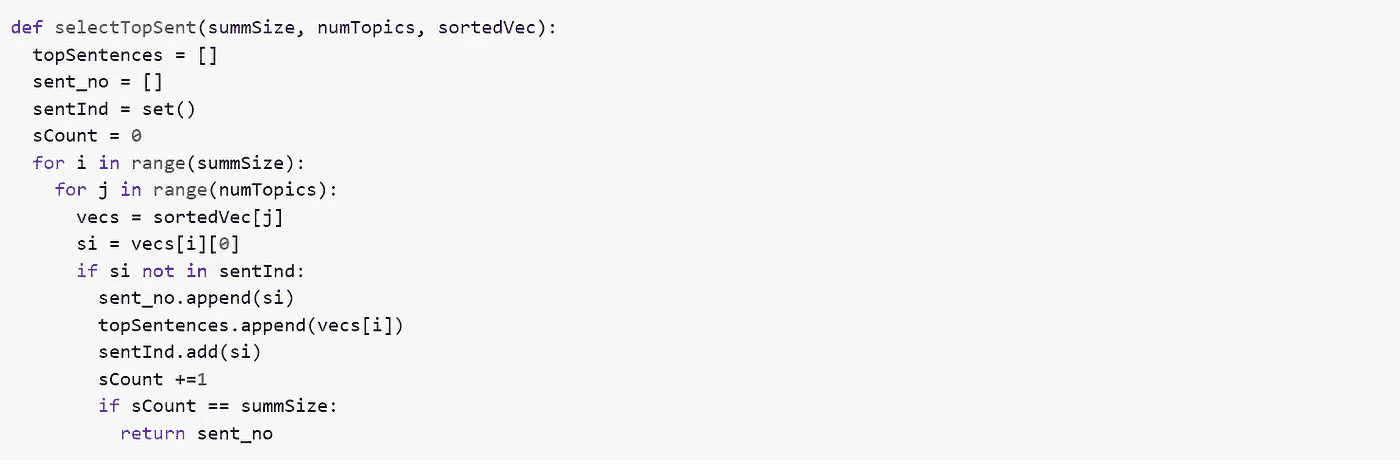 def selectTopSent(summSize, numTopics, sortedVec):
  topSentences = []
  sent_no = []
  sentInd = set()
  sCount = 0
  for i in range(summSize):
    for j in range(numTopics):
      vecs = sortedVec[j]
      si = vecs[i][0]
      if si not in sentInd:
        sent_no.append(si)
        topSentences.append(vecs[i])
        sentInd.add(si)
        sCount +=1
        if sCount == summSize:
          return sent_no